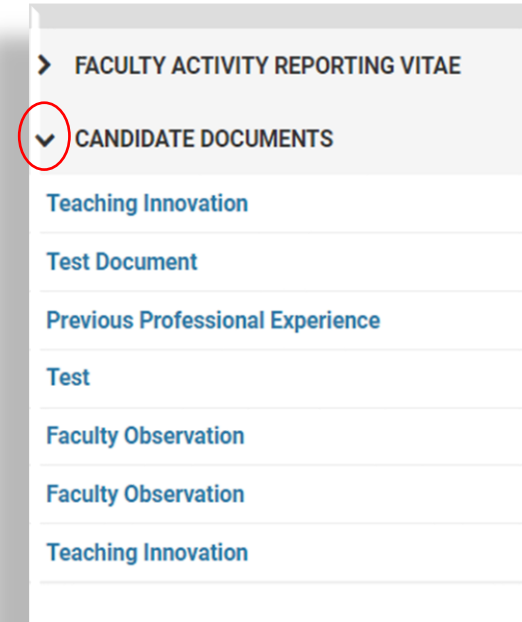 FACULTY ACTIVITY REPORTING VITAE
CANDIDATE DOCUMENTS
Teaching Innovation
Test Document
Previous Professional Experience
Test
Faculty Observation
Faculty Observation
Teaching Innovation